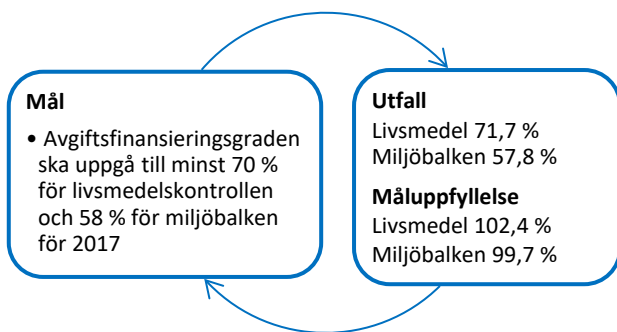 Mål
• Avgiftsfinansieringsgraden
ska uppgå till minst 70 %
för livsmedelskontrollen
och 58 % för miljöbalken
för 2017
Utfall
Livsmedel 71,7 %
Miljöbalken 57,8 %
Måluppfyllelse
Livsmedel 102,4 %
Miljöbalken 99,7 %